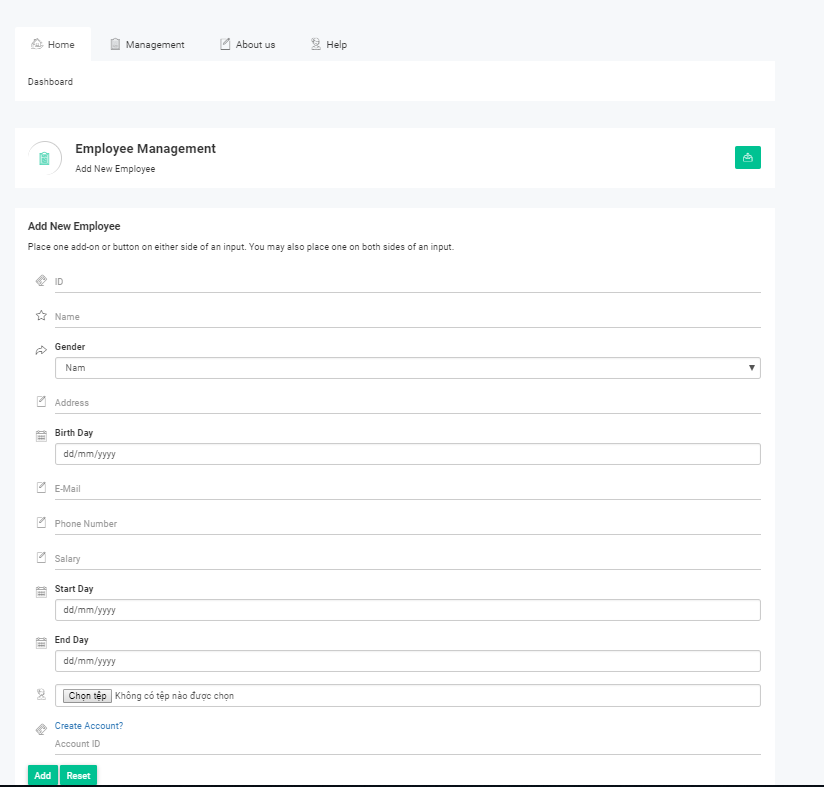 Home Management About us Help
Dashboard
Employee Management
Add New Employee
Add New Employee
Place one add-on or button on either side of an input. You may also place one on both sides of an input.
ID
Name
Gender
Nam
Address
Birth Day
dd/mm/yyyy
E-Mail
Phone Number
Salary
Start Day
dd/mm/yyyy
End Day
dd/mm/yyyy
Chọn tệp Không có tệp nào được chọn
Create Account?
Account ID
Add Reset